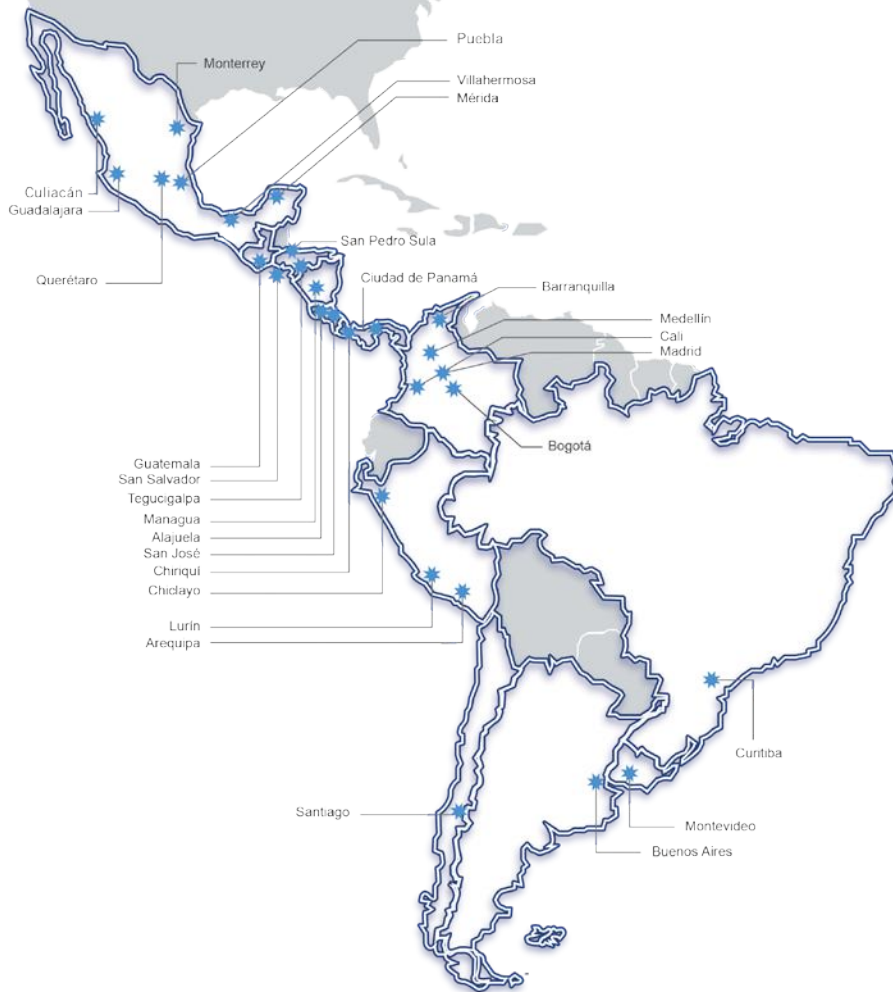 Puebla
Monterrey
Villahermosa
Mérida
Culiacán
Guadalajara
San Pedro Sula
Querétaro
Ciudad de Panamá
Barranquilla
Medellín
Cali
Madrid
Bogotá
Guatemala
San Salvador
Tegucigalpa
Managua
Alajuela
San José
Chiriquí
Chiclayo
Lurín
Arequipa
Curitiba
Santiago
Montevideo
Buenos Aires